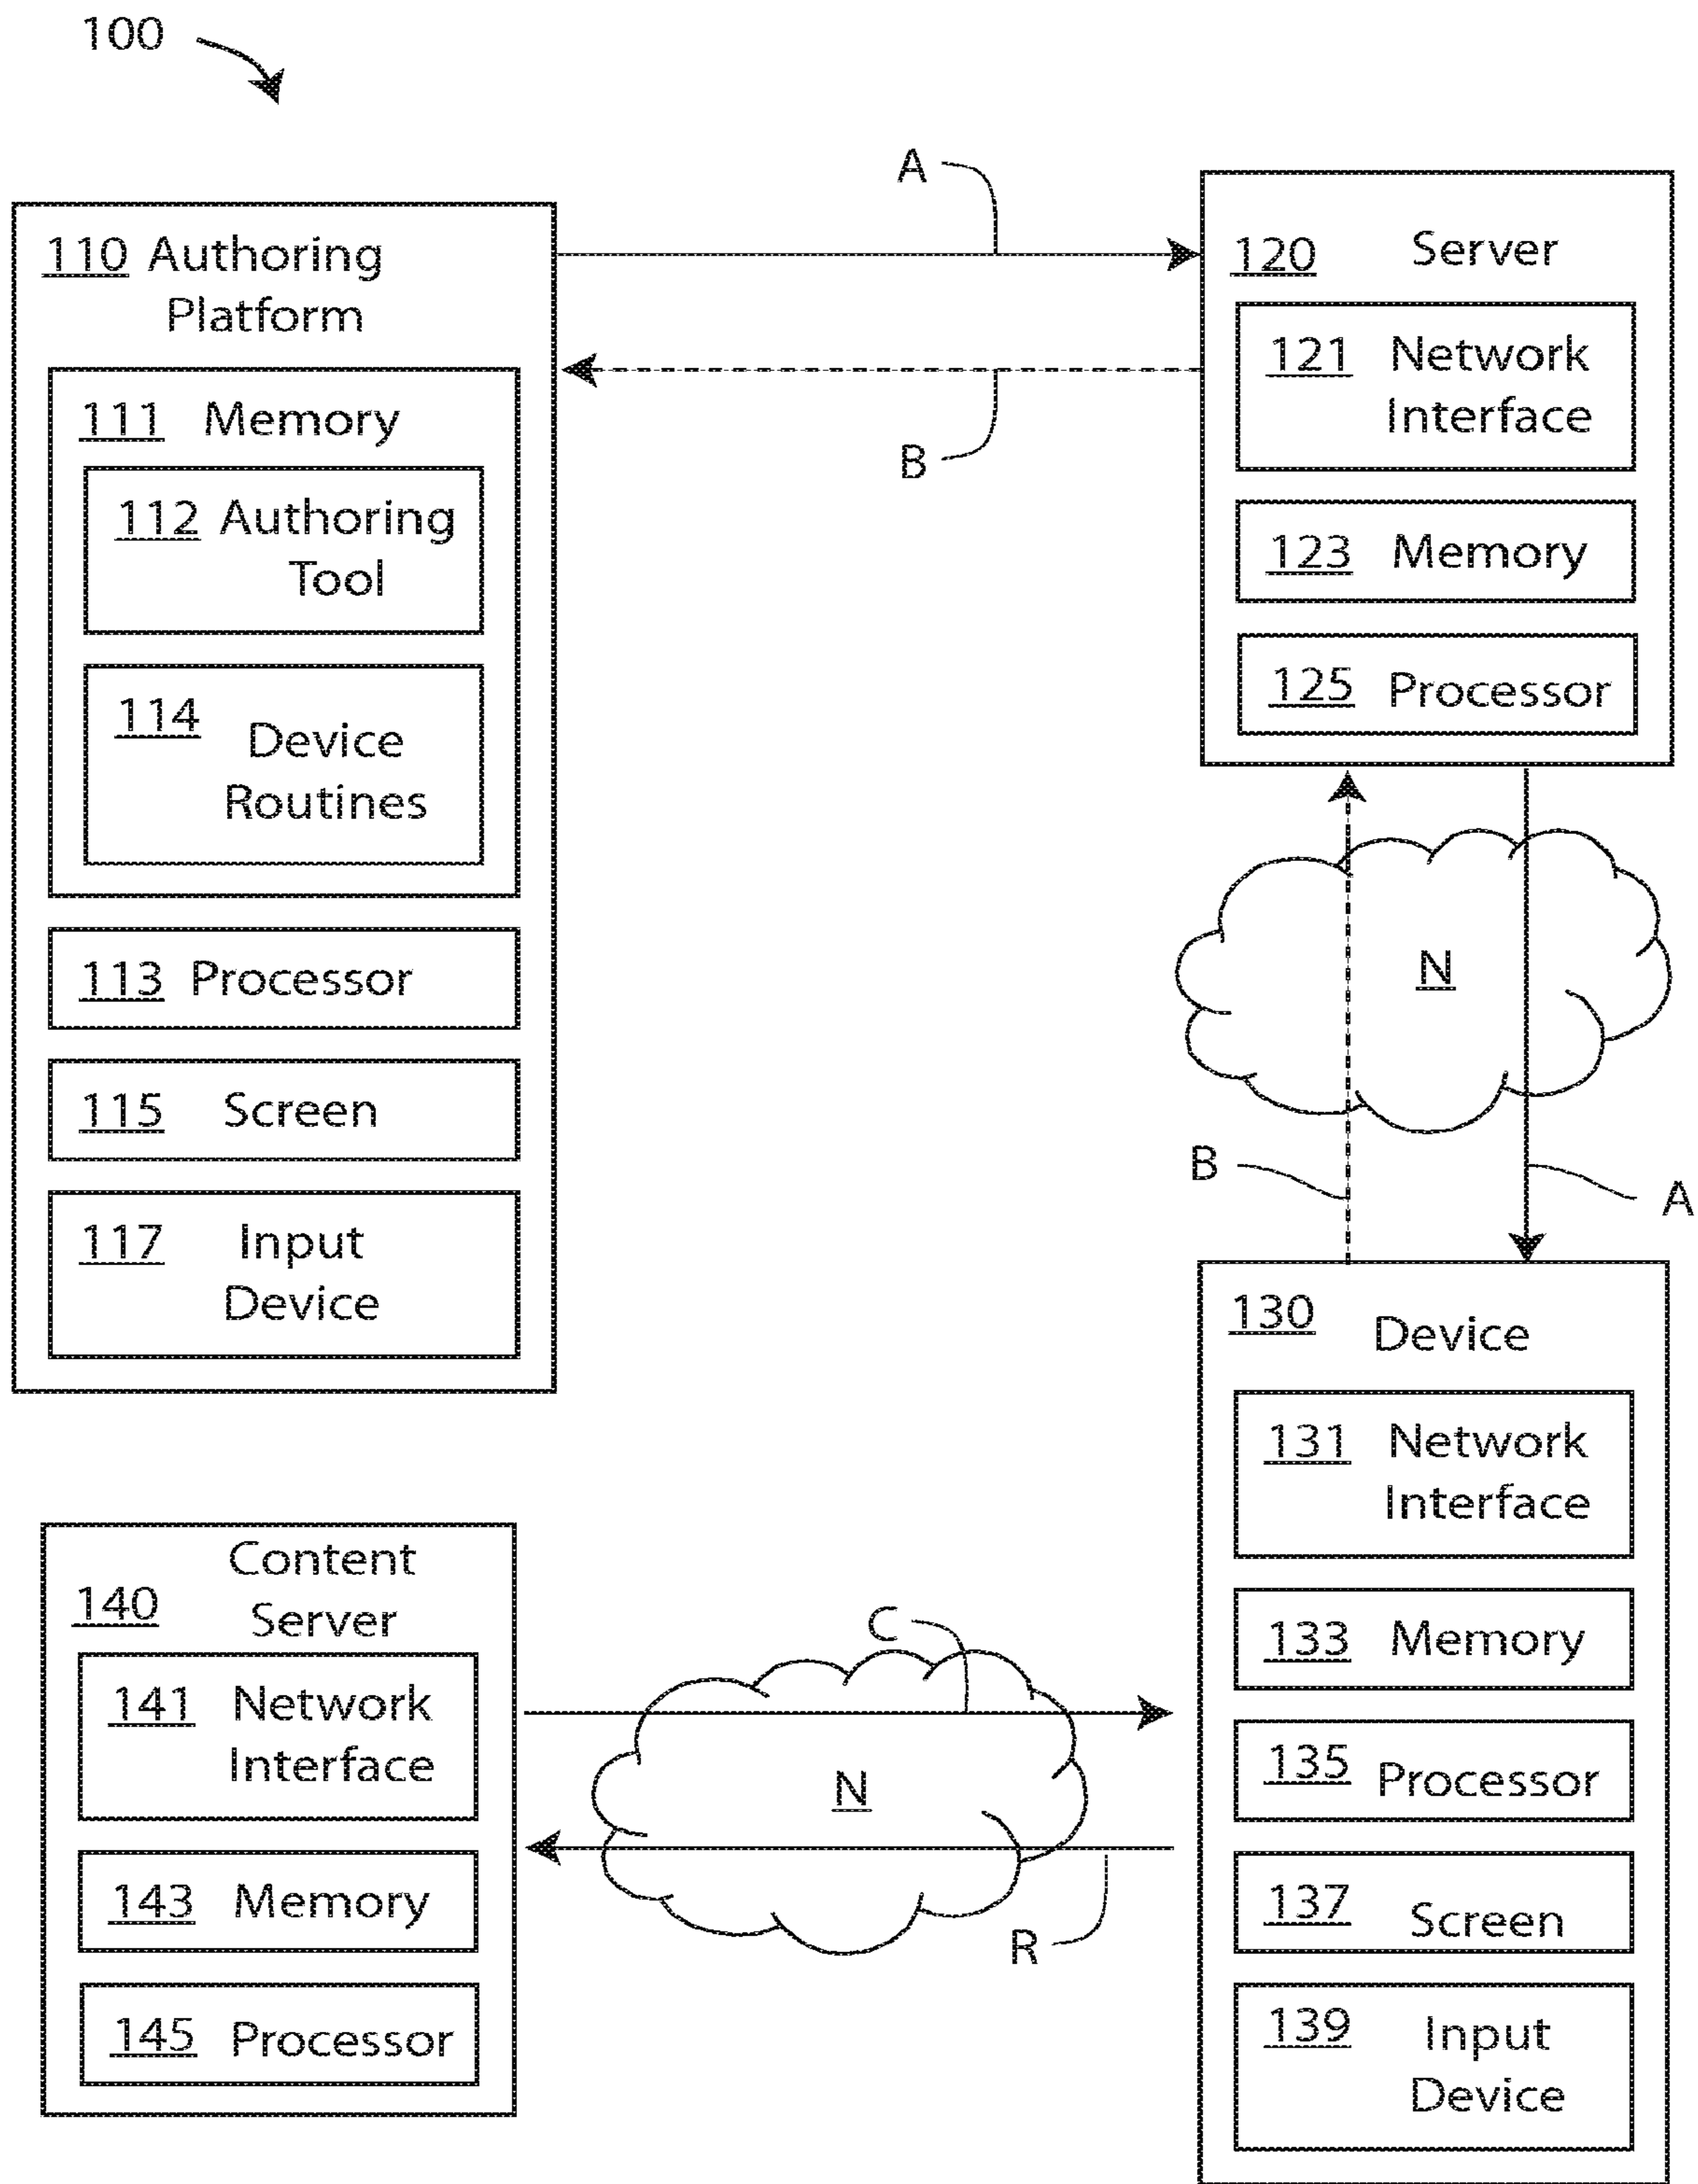 100
A
110 Authoring
Platform
111 Memory
112 Authoring
Tool
114 Device
Routines
113 Processor
115 Screen
117 Input
Device
B
120 Server
121 Network
Interface
123 Memory
125 Processor
N
B
A
130 Device
131 Network
Interface
133 Memory
135 Processor
137 Screen
139 Input
Device
Content
140 Server
141 Network
Interface
143 Memory
145 Processor
C
N
R